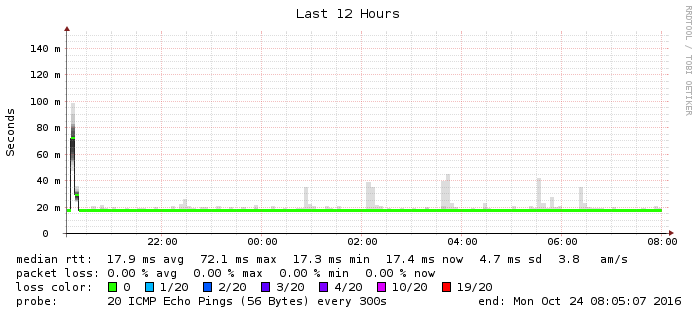 Last 12 Hours
RRDTOOL / TOBI OETIKER
Seconds
140 m
120 m
100 m
80 m
60 m
40 m
20 m
0
22:00 00:00 02:00 04:00 06:00 08:00
median rtt: 17.9 ms avg 72.1 ms max 17.3 ms min 17.4 ms now 4.7 ms sd 3.8 am/s
packet loss: 0.00 % avg 0.00 % max 0.00 % min 0.00 % now
loss color: 0 1/20 2/20 3/20 4/20 10/20 19/20
probe: 20 ICMP Echo Pings (56 Bytes) every 300s end: Mon Oct 24 08:05:07 2016